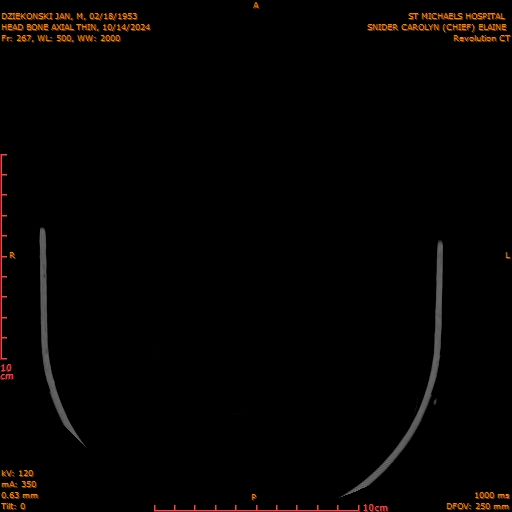 A
DZIEKONSKI JAN, M, 02/18/1953
HEAD BONE AXIAL THIN, 10/14/2024
Fr: 267, WL: 500, WW: 2000
ST MICHAELS HOSPITAL
SNIDER CAROLYN (CHIEF) ELAINE
Revolution CT
R
L
10
cm
kV: 120
mA: 350
0.63 mm
Tilt: 0
P
10cm
1000 ms
DFOV: 250 mm